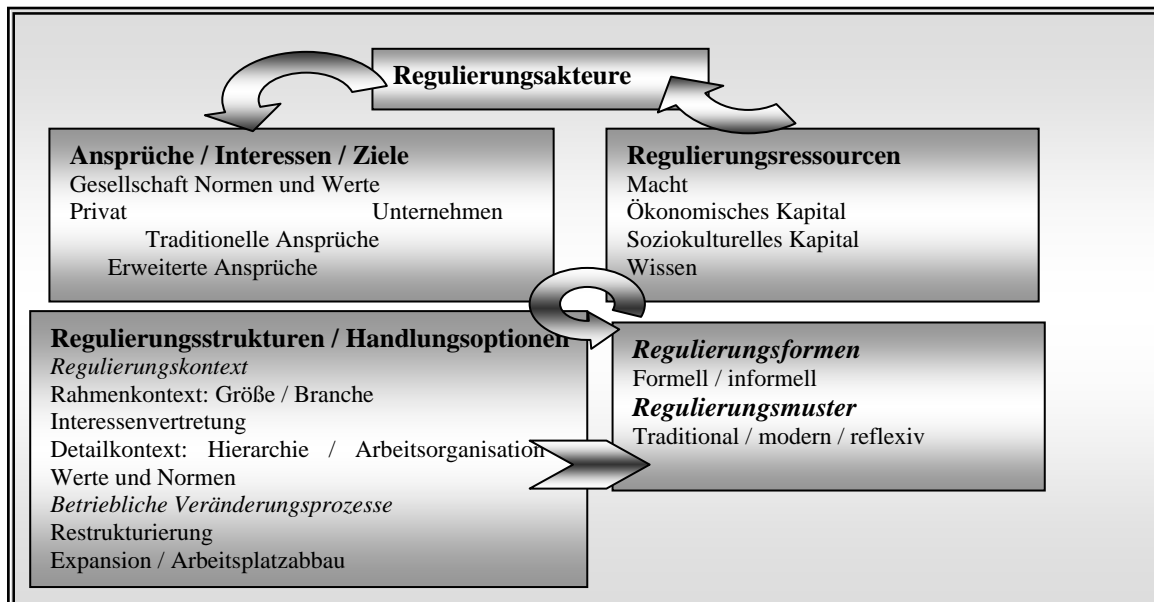 Regulierungsakteure
Ansprüche / Interessen / Ziele
Gesellschaft Normen und Werte
Privat Unternehmen
Traditionelle Ansprüche
Erweiterte Ansprüche
Regulierungsressourcen
Macht
Ökonomisches Kapital
Soziokulturelles Kapital
Wissen
Regulierungsstrukturen / Handlungsoptionen
Regulierungskontext
Rahmenkontext: Größe / Branche
Interessenvertretung
Detailkontext: Hierarchie / Arbeitsorganisation
Werte und Normen
Betriebliche Veränderungsprozesse
Restrukturierung
Expansion / Arbeitsplatzabbau
Regulierungsformen
Formell / informell
Regulierungsmuster
Traditional / modern / reflexiv